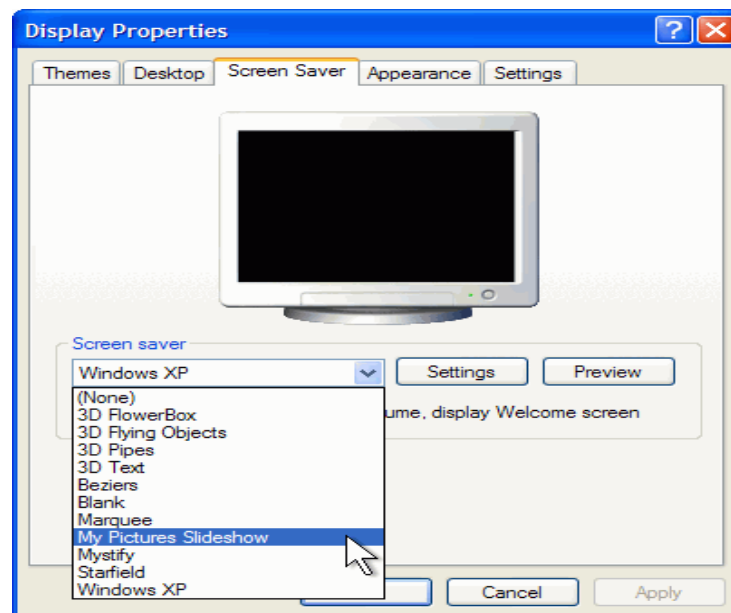 Display Properties
Themes Desktop Screen Saver Appearance Settings
Screen saver
Windows XP Settings Preview
(None)
3D FlowerBox
3D Flying Objects
3D Pipes
3D Text
Beziers
Blank
Marquee
My Pictures Slideshow
Mystify
Starfield
Windows XP
ume, display Welcome screen
Cancel Apply